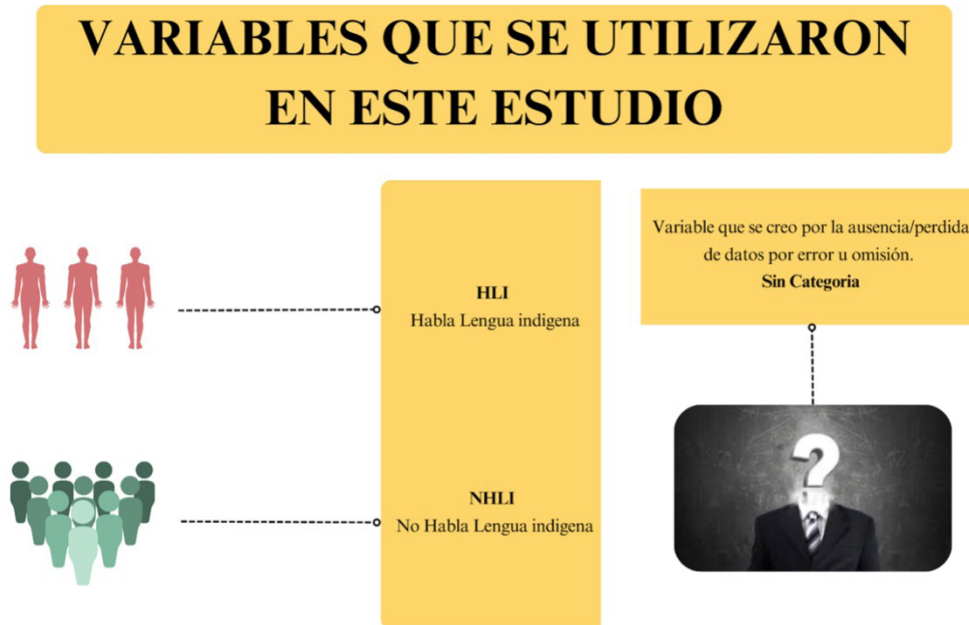 VARIABLES QUE SE UTILIZARON
EN ESTE ESTUDIO
HLI
Habla Lengua indigena
NHLI
No Habla Lengua indigena
Variable que se creo por la ausencia/perdida
de datos por error u omisión.
Sin Categoria
?